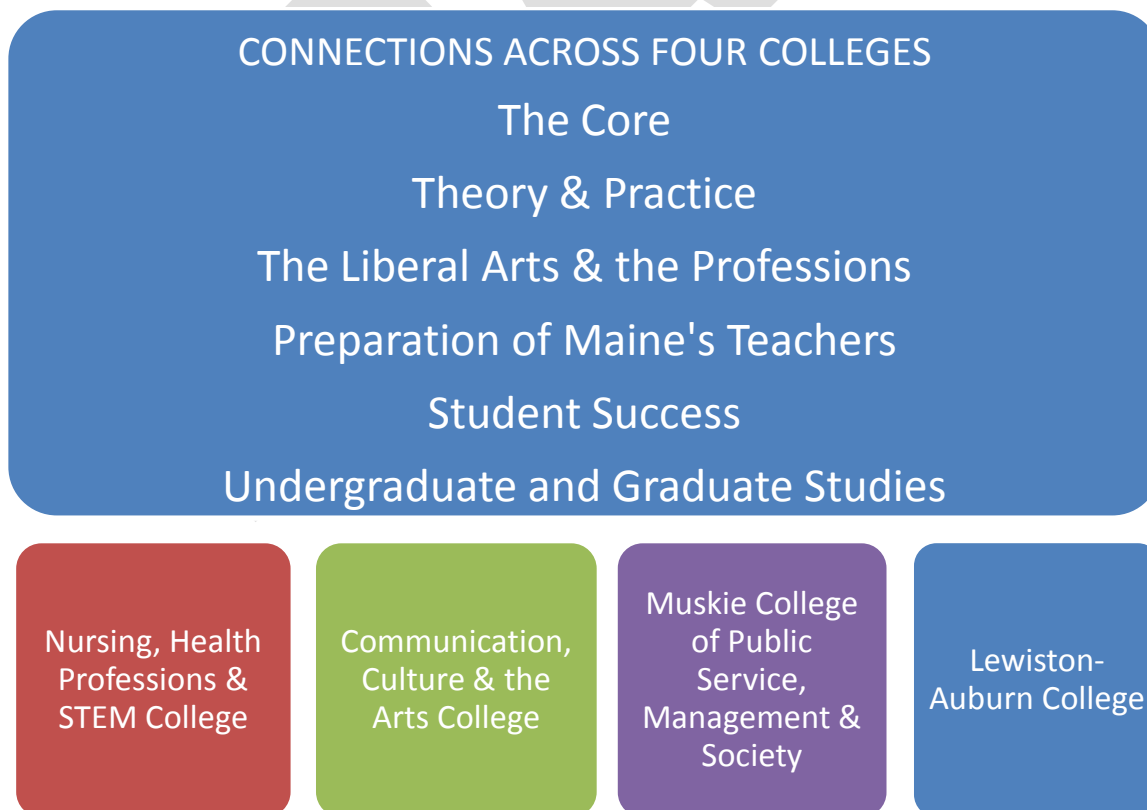 CONNECTIONS ACROSS FOUR COLLEGES
The Core
Theory & Practice
The Liberal Arts & the Professions
Preparation of Maine's Teachers
Student Success
Undergraduate and Graduate Studies
Nursing, Health
Professions &
STEM College
Communication,
Culture & the
Arts College
Muskie College
of Public
Service,
Management &
Society
Lewiston-
Auburn College